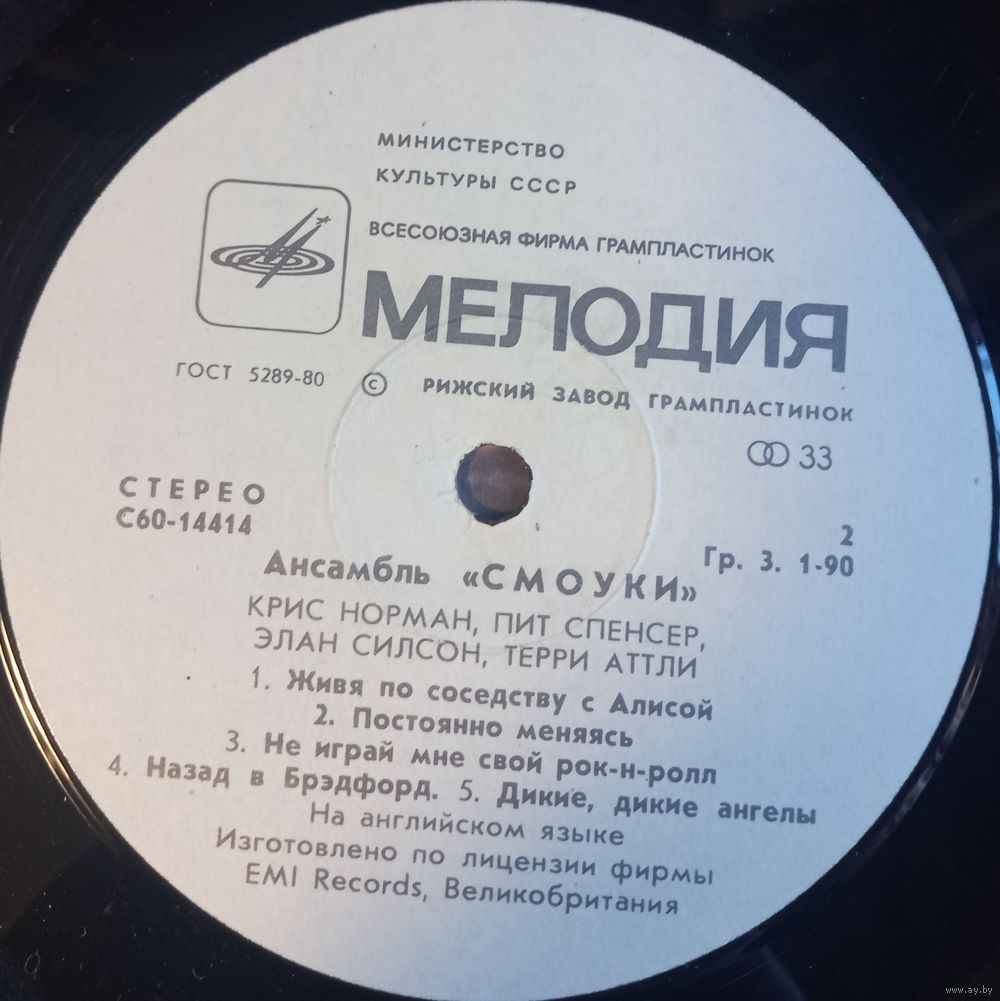 МИНИСТЕРСТВО
КУЛЬТУРЫ СССР
ВСЕСОЮЗНАЯ ФИРМА ГРАМПЛАСТИНОК
МЕЛОДИЯ
ГОСТ 5289-80 © РИЖСКИЙ ЗАВОД ГРАМПЛАСТИНОК
33
СТЕРЕО
С60-14414
2
Гр. 3. 1-90
Ансамбль «СМОУКИ»
КРИС НОРМАН, ПИТ СПЕНСЕР,
ЭЛАН СИЛСОН, ТЕРРИ АТТЛИ
1. Живя по соседству с Алисой
2. Постоянно меняясь
3. Не играй мне свой рок-н-ролл
4. Назад в Брэдфорд. 5. Дикие, дикие ангелы
На английском языке
Изготовлено по лицензии фирмы
EMI Records, Великобритания
www.ay.by